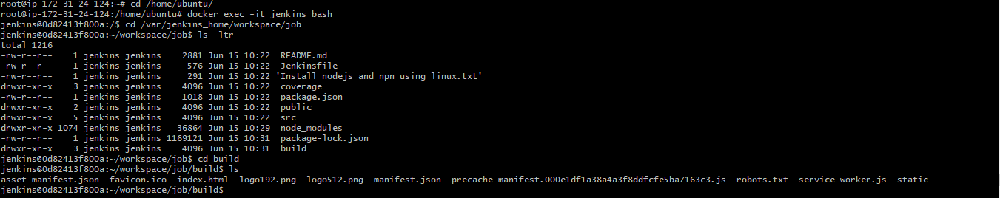 root@ip-172-31-24-124:~# cd /home/ubuntu/
root@ip-172-31-24-124:/home/ubuntu# docker exec -it jenkins bash
jenkins@0d82413f800a:/$ cd /var/jenkins_home/workspace/job
jenkins@0d82413f800a:~/workspace/job$ ls -ltr
total 1216
-rw-r--r--    1 jenkins jenkins    2881 Jun 15 10:22  README.md
-rw-r--r--    1 jenkins jenkins     576 Jun 15 10:22  Jenkinsfile
-rw-r--r--    1 jenkins jenkins     291 Jun 15 10:22 'Install nodejs and npn using linux.txt'
drwxr-xr-x    3 jenkins jenkins    4096 Jun 15 10:22  coverage
-rw-r--r--    1 jenkins jenkins    1018 Jun 15 10:22  package.json
drwxr-xr-x    2 jenkins jenkins    4096 Jun 15 10:22  public
drwxr-xr-x    5 jenkins jenkins    4096 Jun 15 10:22  src
drwxr-xr-x 1074 jenkins jenkins   36864 Jun 15 10:29  node_modules
-rw-r--r--    1 jenkins jenkins 1169121 Jun 15 10:31  package-lock.json
drwxr-xr-x    3 jenkins jenkins    4096 Jun 15 10:31  build
jenkins@0d82413f800a:~/workspace/job$ cd build
jenkins@0d82413f800a:~/workspace/job/build$ ls
asset-manifest.json  favicon.ico  index.html  logo192.png  logo512.png  manifest.json  precache-manifest.000e1df1a38a4a3f8ddfcfe5ba7163c3.js  robots.txt  service-worker.js  static
jenkins@0d82413f800a:~/workspace/job/build$